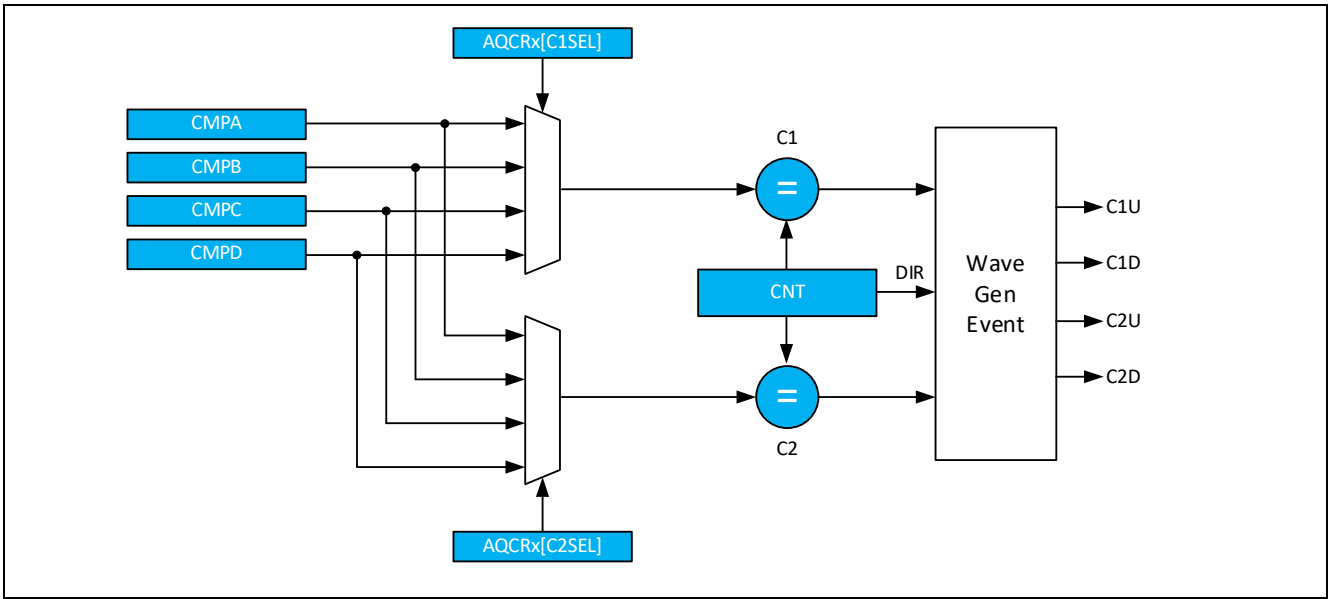 AQCRx[C1SEL]
CMPA
CMPB
CMPC
CMPD
C1
=
CNT
DIR
=
C2
Wave
Gen
Event
C1U
C1D
C2U
C2D
AQCRx[C2SEL]